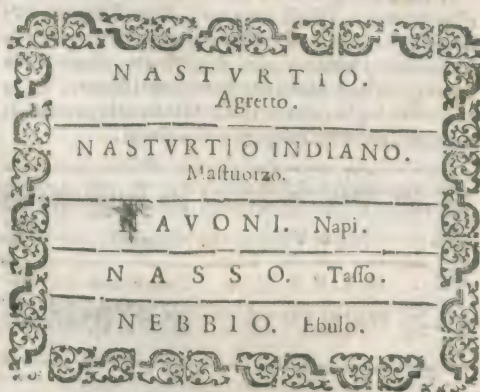 NASTVRTIO.
Agretto.
NASTVRTIO INDIANO.
Maſtuorzo.
NAVONI. Napi.
NASSO. Taſſo.
NEBBIO. Ebulo.